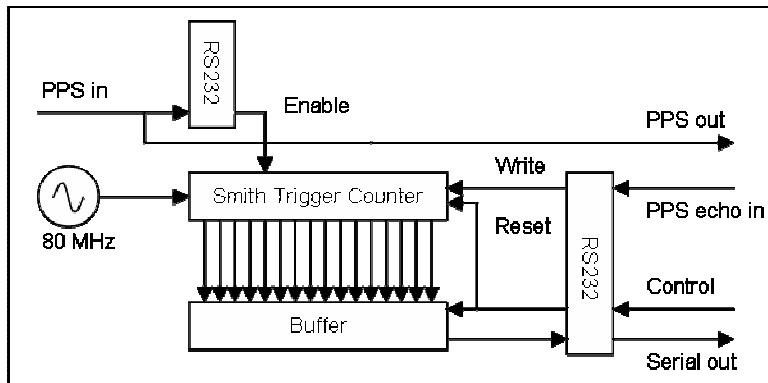 RS232
PPS in
Enable
PPS out
Smith Trigger Counter
Write
PPS echo in
80 MHz
Reset
RS232
Control
Buffer
Serial out